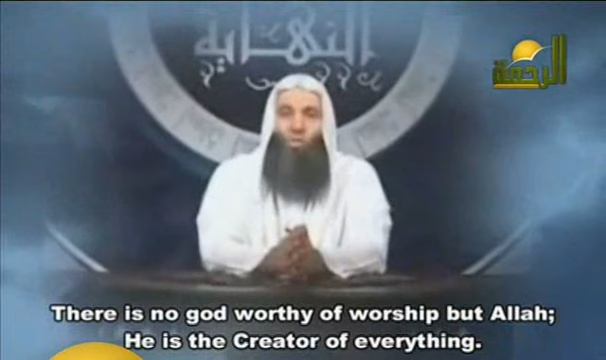 النهاية
الرحمة
There is no god worthy of worship but Allah;
He is the Creator of everything.